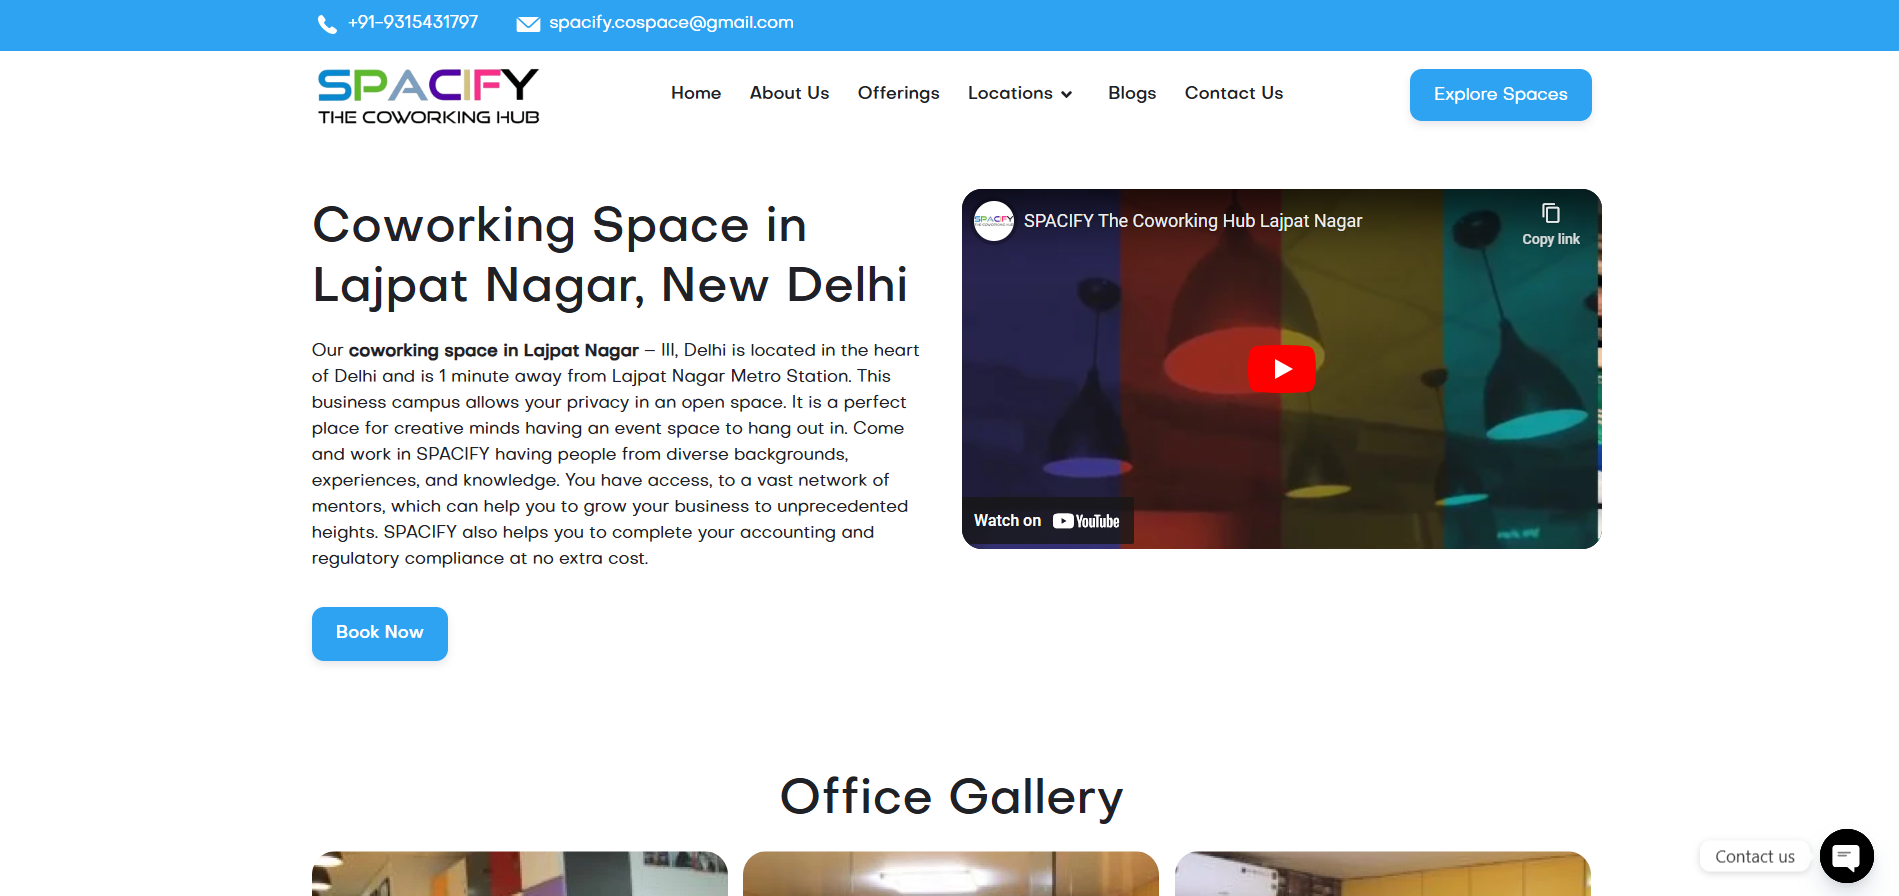 +91-9315431797 spacify.cospace@gmail.com
SPACIFY
THE COWORKING HUB
Home About Us Offerings Locations Blogs Contact Us
Explore Spaces
Coworking Space in
Lajpat Nagar, New Delhi
Our coworking space in Lajpat Nagar – III, Delhi is located in the heart
of Delhi and is 1 minute away from Lajpat Nagar Metro Station. This
business campus allows your privacy in an open space. It is a perfect
place for creative minds having an event space to hang out in. Come
and work in SPACIFY having people from diverse backgrounds,
experiences, and knowledge. You have access, to a vast network of
mentors, which can help you to grow your business to unprecedented
heights. SPACIFY also helps you to complete your accounting and
regulatory compliance at no extra cost.
Book Now
SPACIFY
SPACIFY The Coworking Hub Lajpat Nagar
Copy link
Watch on YouTube
Office Gallery
Contact us